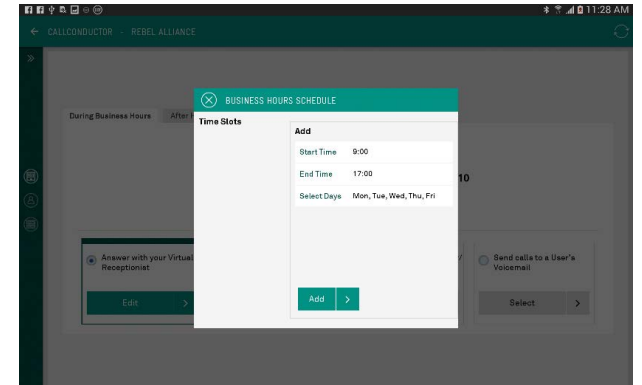 11:28 AM
CALLCONDUCTOR - REBEL ALLIANCE
BUSINESS HOURS SCHEDULE
During Business Hours
After
Time Slots
Add
Start Time 9:00
End Time 17:00
Select Days Mon, Tue, Wed, Thu, Fri
10
Answer with your Virtual
Receptionist
Send calls to a User's
Voicemail
Edit
Add
Select